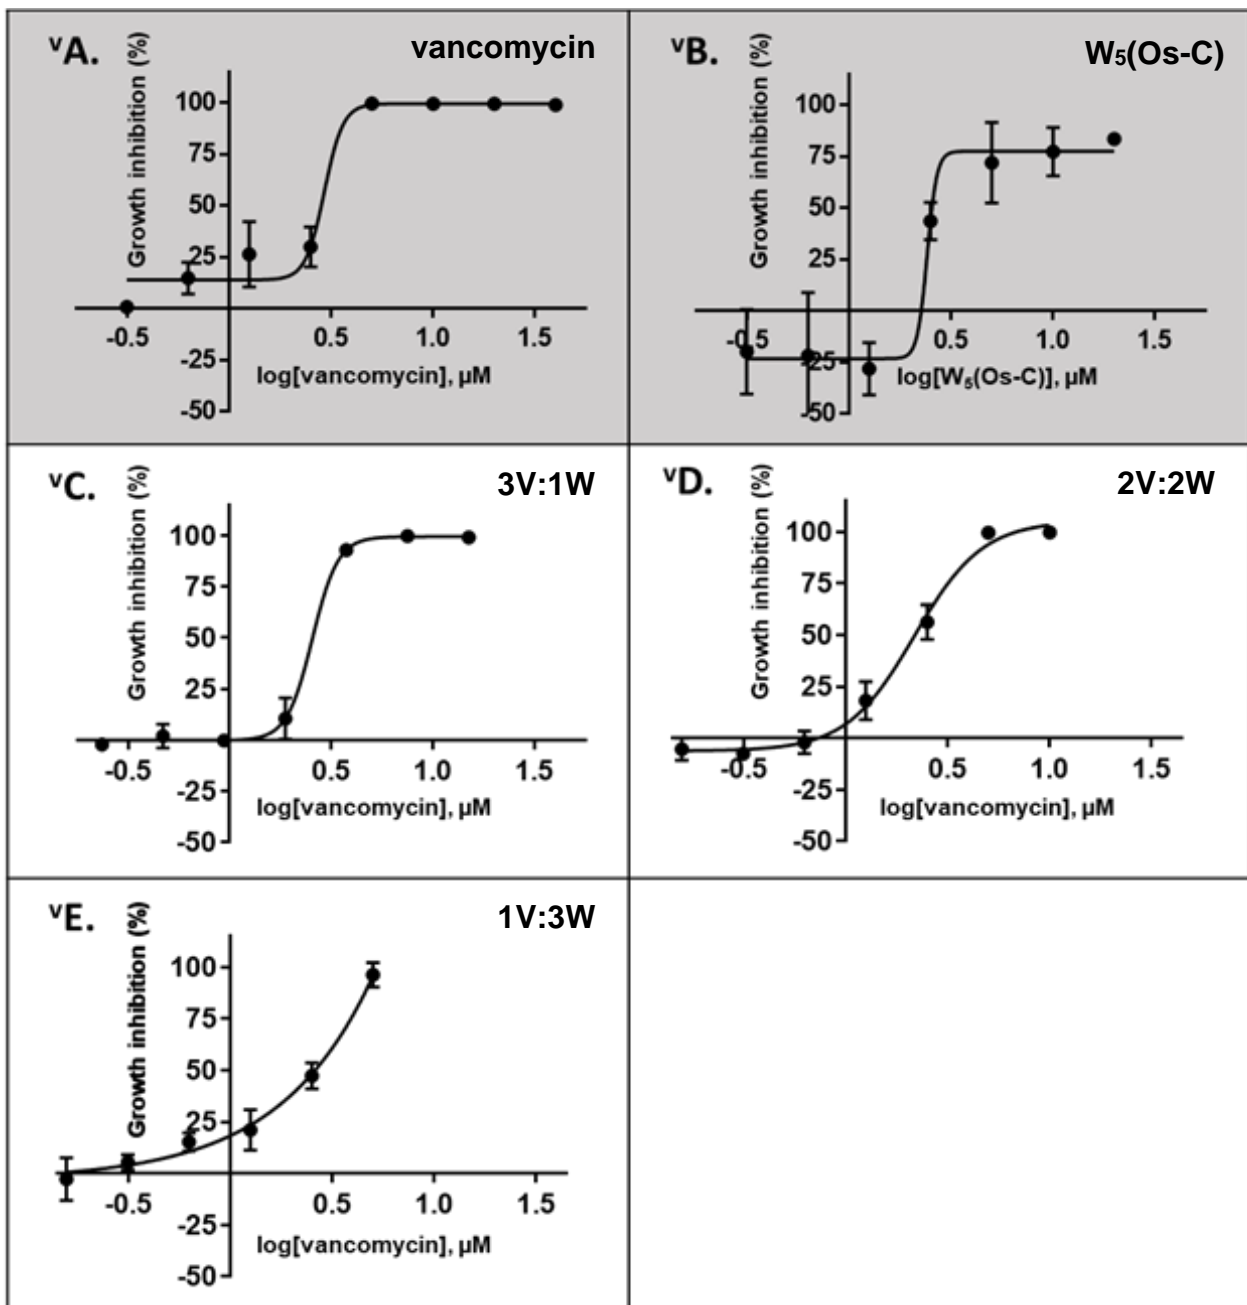 ᵛA.
vancomycin
Growth inhibition (%)
100
75
50
25
-25
-50
-0.5 0.5 1.0 1.5
log[vancomycin], µM
ᵛB.
W₅(Os-C)
Growth inhibition (%)
100
75
50
25
-25
-50
-0.5 0.5 1.0 1.5
log[W₅(Os-C)], µM
ᵛC.
3V:1W
Growth inhibition (%)
100
75
50
25
-25
-50
-0.5 0.5 1.0 1.5
log[vancomycin], µM
ᵛD.
2V:2W
Growth inhibition (%)
100
75
50
25
-25
-50
-0.5 0.5 1.0 1.5
log[vancomycin], µM
ᵛE.
1V:3W
Growth inhibition (%)
100
75
50
25
-25
-50
-0.5 0.5 1.0 1.5
log[vancomycin], µM